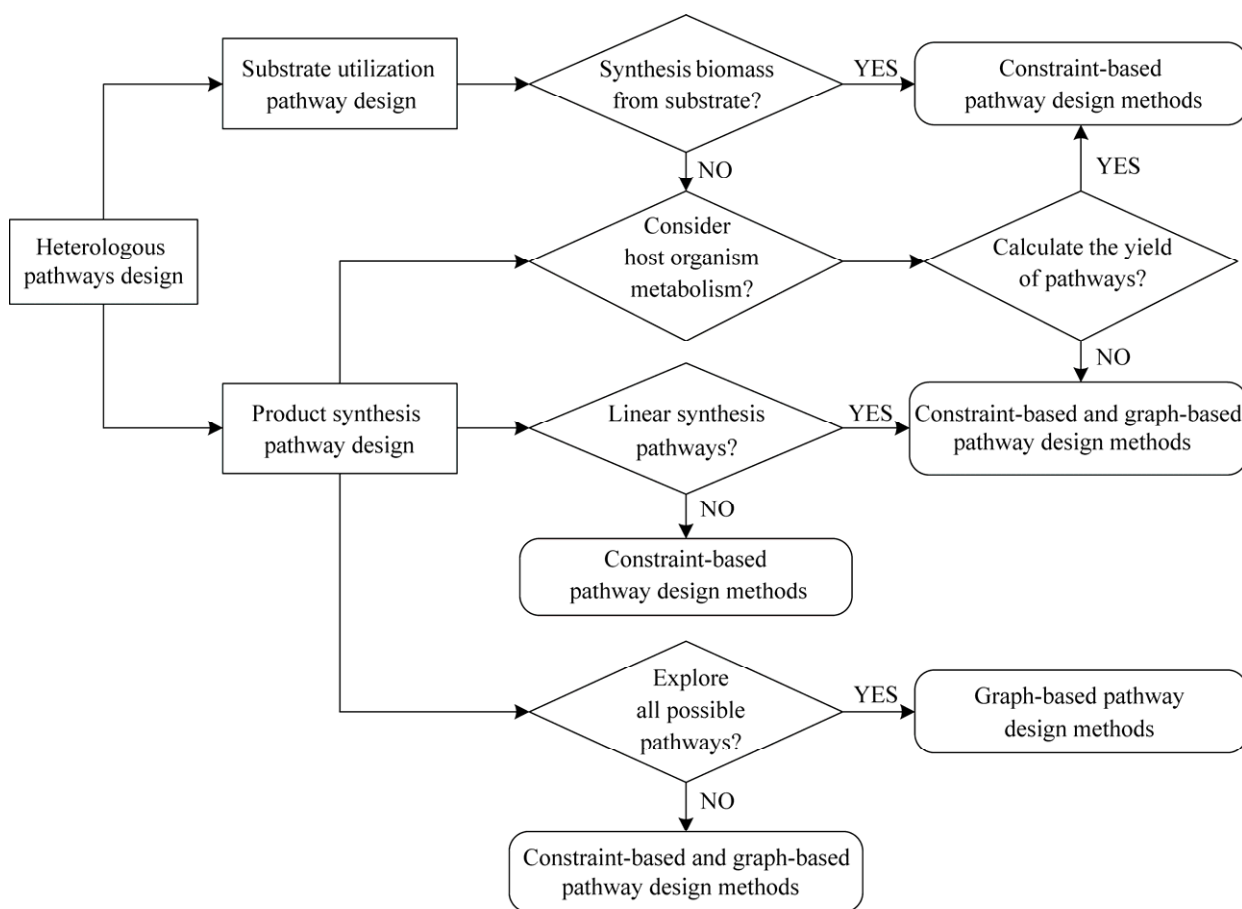 Substrate utilization
pathway design
Synthesis biomass
from substrate?
YES
Constraint-based
pathway design methods
NO
YES
Heterologous
pathways design
Consider
host organism
metabolism?
Calculate the yield
of pathways?
NO
Product synthesis
pathway design
Linear synthesis
pathways?
YES
Constraint-based and graph-based
pathway design methods
NO
Constraint-based
pathway design methods
Explore
all possible
pathways?
YES
Graph-based pathway
design methods
NO
Constraint-based and graph-based
pathway design methods